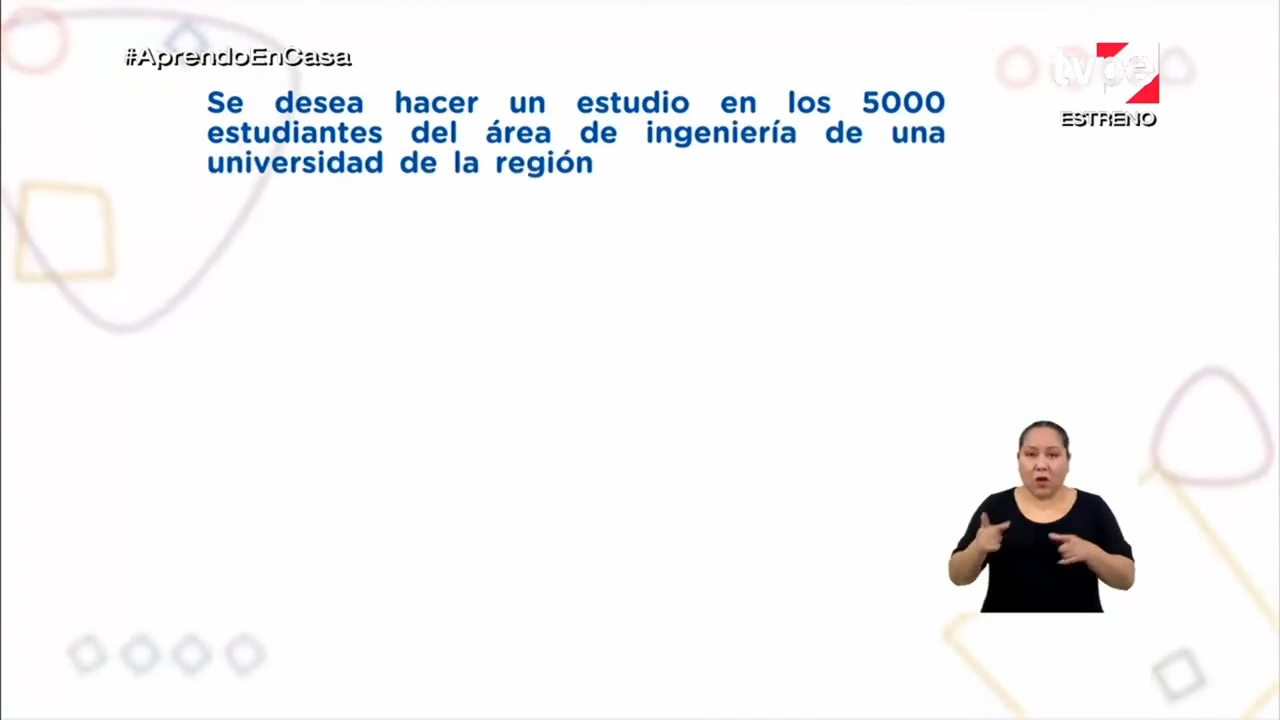 #AprendoEnCasa
tvpe
ESTRENO
Se desea hacer un estudio en los 5000
estudiantes del área de ingeniería de una
universidad de la región